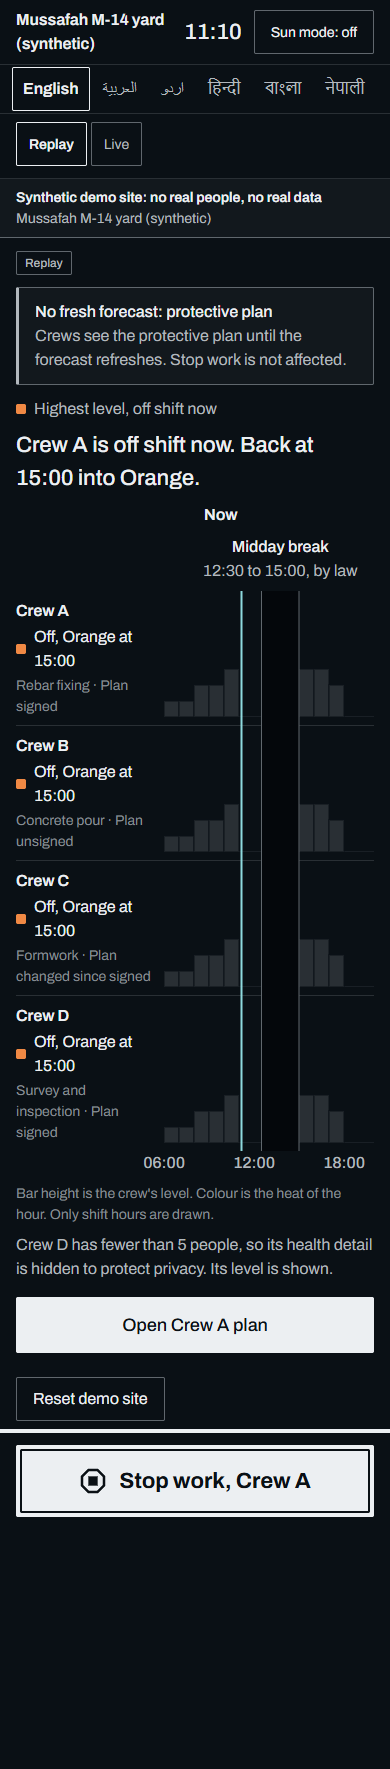 Mussafah M-14 yard
(synthetic)
11:10
Sun mode: off
English
العربية
اردو
हिन्दी
বাংলা
नेपाली
Replay
Live
Synthetic demo site: no real people, no real data
Mussafah M-14 yard (synthetic)
Replay
No fresh forecast: protective plan
Crews see the protective plan until the
forecast refreshes. Stop work is not affected.
Highest level, off shift now
Crew A is off shift now. Back at
15:00 into Orange.
Now
Midday break
12:30 to 15:00, by law
Crew A
Off, Orange at
15:00
Rebar fixing · Plan
signed
Crew B
Off, Orange at
15:00
Concrete pour · Plan
unsigned
Crew C
Off, Orange at
15:00
Formwork · Plan
changed since signed
Crew D
Off, Orange at
15:00
Survey and
inspection · Plan
signed
06:00
12:00
18:00
Bar height is the crew's level. Colour is the heat of the
hour. Only shift hours are drawn.
Crew D has fewer than 5 people, so its health detail
is hidden to protect privacy. Its level is shown.
Open Crew A plan
Reset demo site
Stop work, Crew A